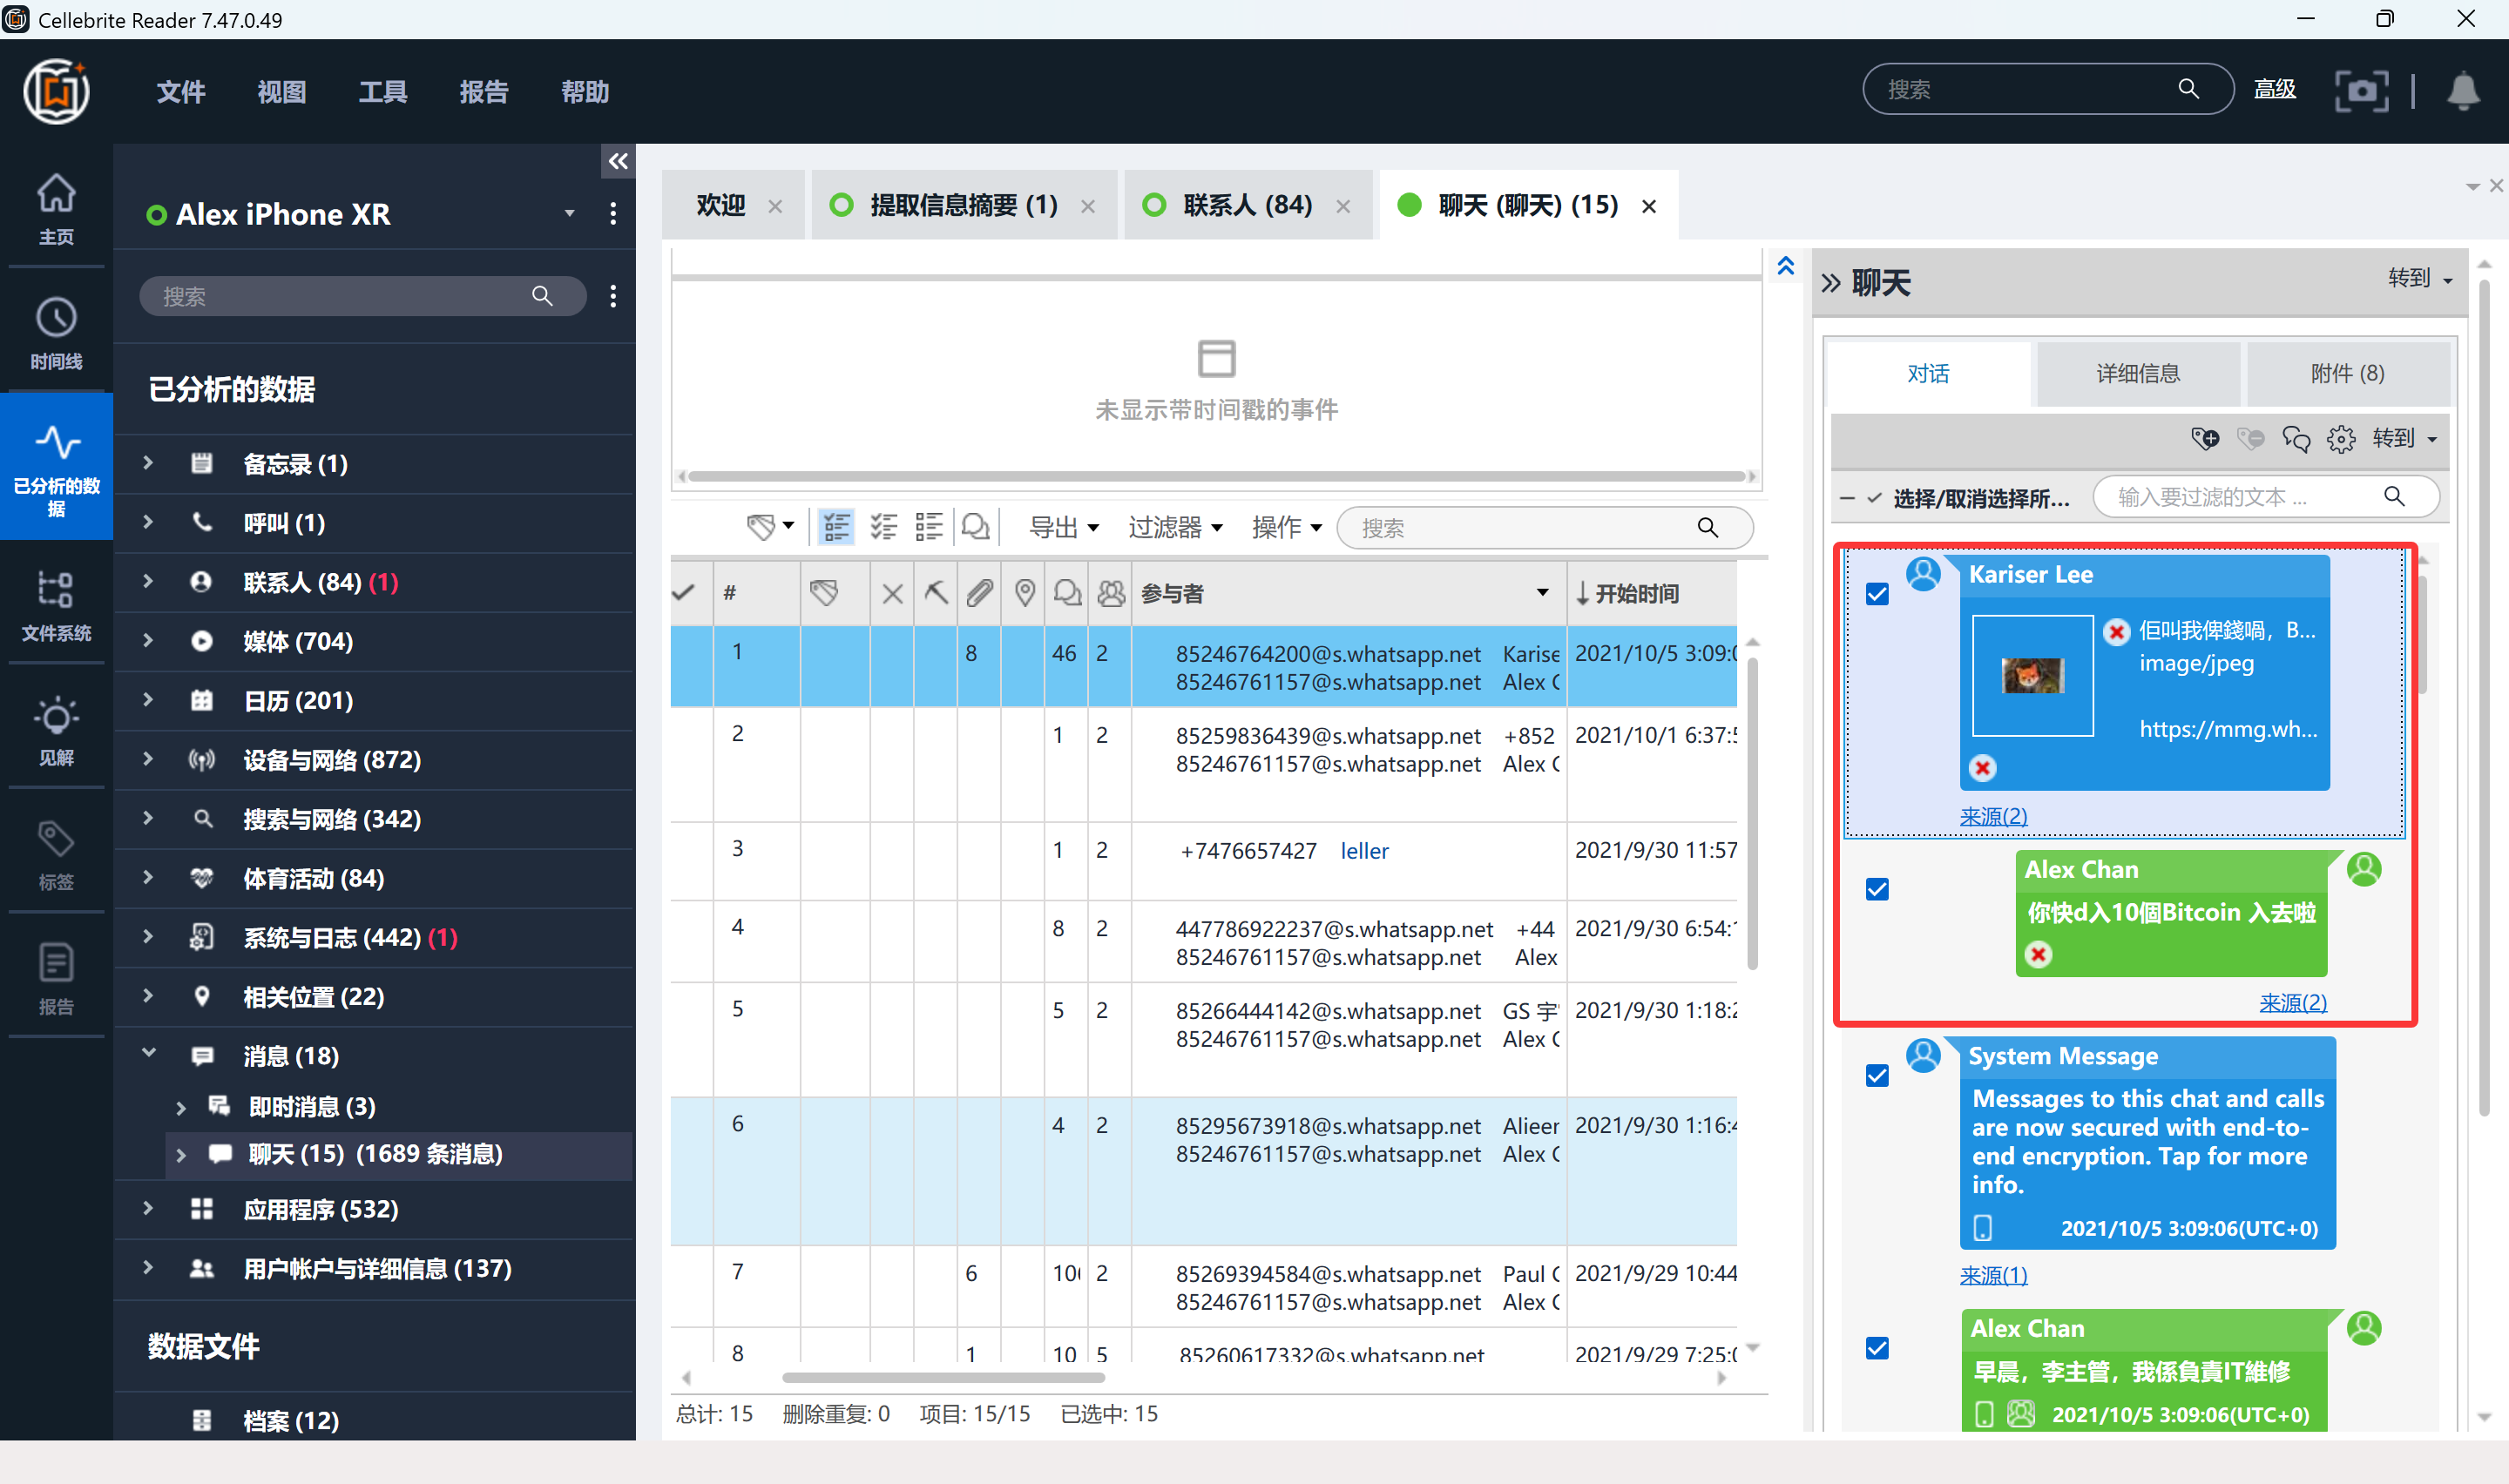 Cellebrite Reader 7.47.0.49
文件 视图 工具 报告 帮助
搜索
高级
主页
时间线
已分析的数
据
文件系统
见解
标签
报告
Alex iPhone XR
搜索
已分析的数据
备忘录 (1)
呼叫 (1)
联系人 (84) (1)
媒体 (704)
日历 (201)
设备与网络 (872)
搜索与网络 (342)
体育活动 (84)
系统与日志 (442) (1)
相关位置 (22)
消息 (18)
即时消息 (3)
聊天 (15) (1689 条消息)
应用程序 (532)
用户帐户与详细信息 (137)
数据文件
档案 (12)
欢迎
提取信息摘要 (1)
联系人 (84)
聊天 (聊天) (15)
未显示带时间戳的事件
导出 过滤器 操作 搜索
# 参与者 开始时间
1 8 46 2 85246764200@s.whatsapp.net Karise 2021/10/5 3:09:0
85246761157@s.whatsapp.net Alex C
2 1 2 85259836439@s.whatsapp.net +852 2021/10/1 6:37:5
85246761157@s.whatsapp.net Alex C
3 1 2 +7476657427 leller 2021/9/30 11:57
4 8 2 447786922237@s.whatsapp.net +44 2021/9/30 6:54:1
85246761157@s.whatsapp.net Alex
5 5 2 85266444142@s.whatsapp.net GS 宇 2021/9/30 1:18:2
85246761157@s.whatsapp.net Alex C
6 4 2 85295673918@s.whatsapp.net Alieer 2021/9/30 1:16:4
85246761157@s.whatsapp.net Alex C
7 6 10 2 85269394584@s.whatsapp.net Paul C 2021/9/29 10:44
85246761157@s.whatsapp.net Alex C
8 1 10 5 85260617332@s.whatsapp.net 2021/9/29 7:25:0
总计: 15 删除重复: 0 项目: 15/15 已选中: 15
聊天
转到
对话 详细信息 附件 (8)
转到
选择/取消选择所...
输入要过滤的文本 ...
Kariser Lee
佢叫我俾錢喎，B...
image/jpeg
https://mmg.wh...
来源(2)
Alex Chan
你快d入10個Bitcoin 入去啦
来源(2)
System Message
Messages to this chat and calls
are now secured with end-to-
end encryption. Tap for more
info.
2021/10/5 3:09:06(UTC+0)
来源(1)
Alex Chan
早晨，李主管，我係負責IT維修
2021/10/5 3:09:06(UTC+0)